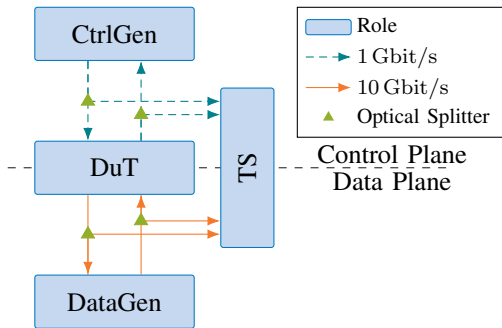 CtrlGen
DuT
DataGen
TS
Role
1 Gbit/s
10 Gbit/s
Optical Splitter
Control Plane
Data Plane